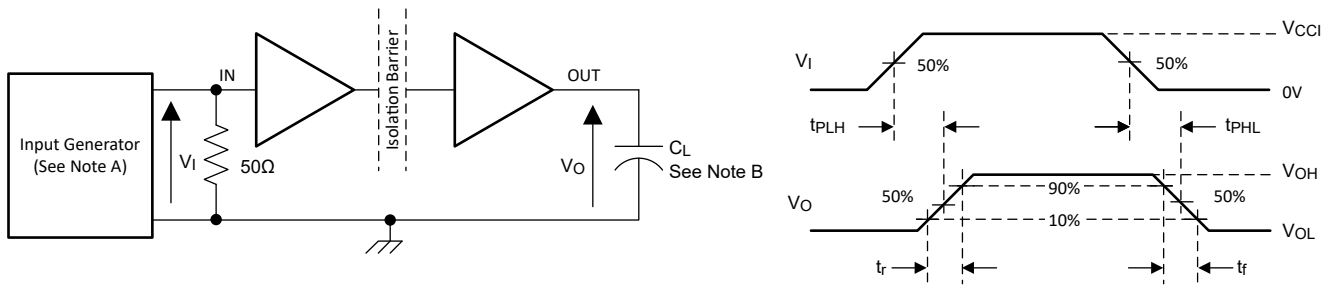 Input Generator
(See Note A)
VI
50Ω
IN
Isolation Barrier
OUT
VO
CL
See Note B
VI
50%
50%
VCCI
0V
tPLH
tPHL
VO
50%
90%
10%
50%
VOH
VOL
tr
tf